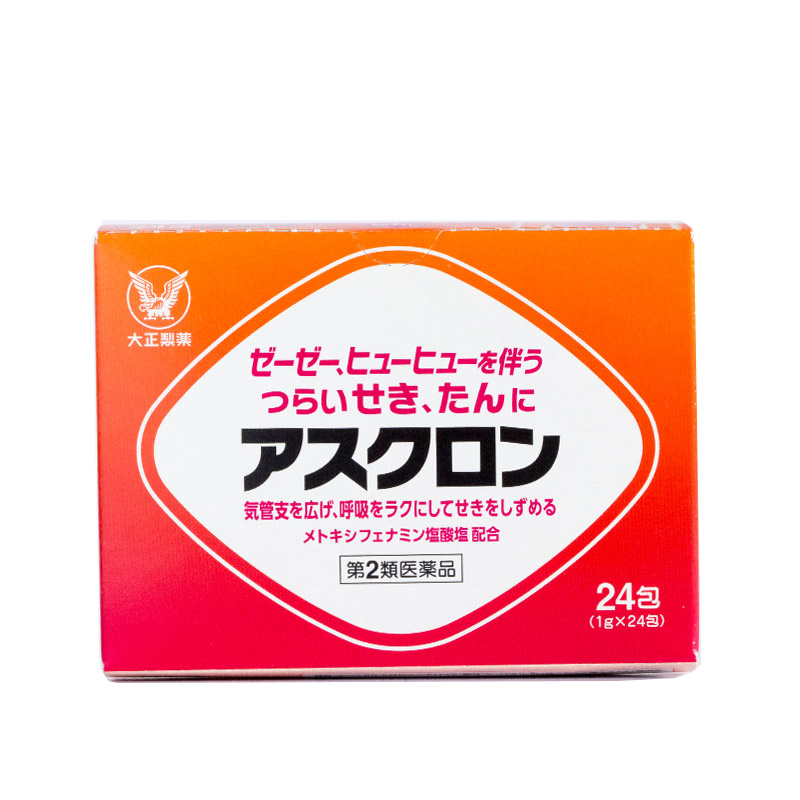 大正製薬
ゼーゼー、ヒューヒューを伴う
つらいせき、たんに
アスクロン
気管支を広げ、呼吸をラクにしてせきをしずめる
メトキシフェナミン塩酸塩 配合
第2類医薬品
24包
(1g×24包)